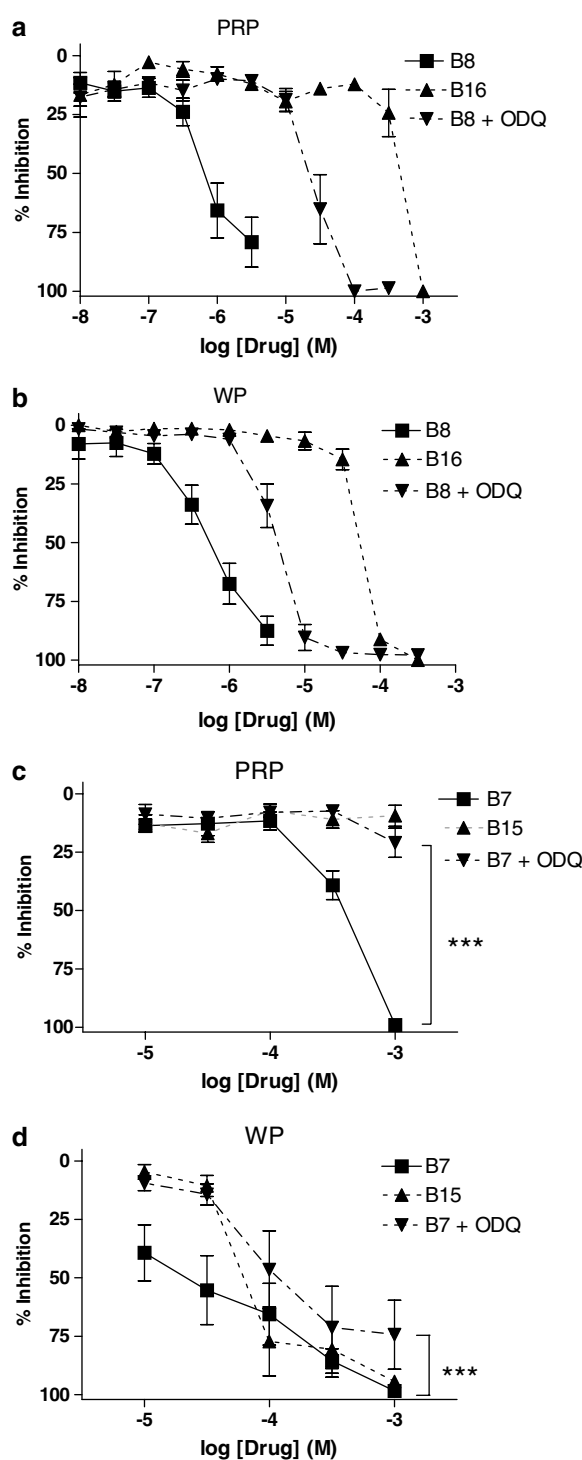 a
PRP
B8
B16
B8 + ODQ
% Inhibition
0
25
50
75
100
-8 -7 -6 -5 -4 -3
log [Drug] (M)
b
WP
B8
B16
B8 + ODQ
% Inhibition
0
25
50
75
100
-8 -7 -6 -5 -4 -3
log [Drug] (M)
c
PRP
B7
B15
B7 + ODQ
% Inhibition
0
25
50
75
100
***
-5 -4 -3
log [Drug] (M)
d
WP
B7
B15
B7 + ODQ
% Inhibition
0
25
50
75
100
***
-5 -4 -3
log [Drug] (M)